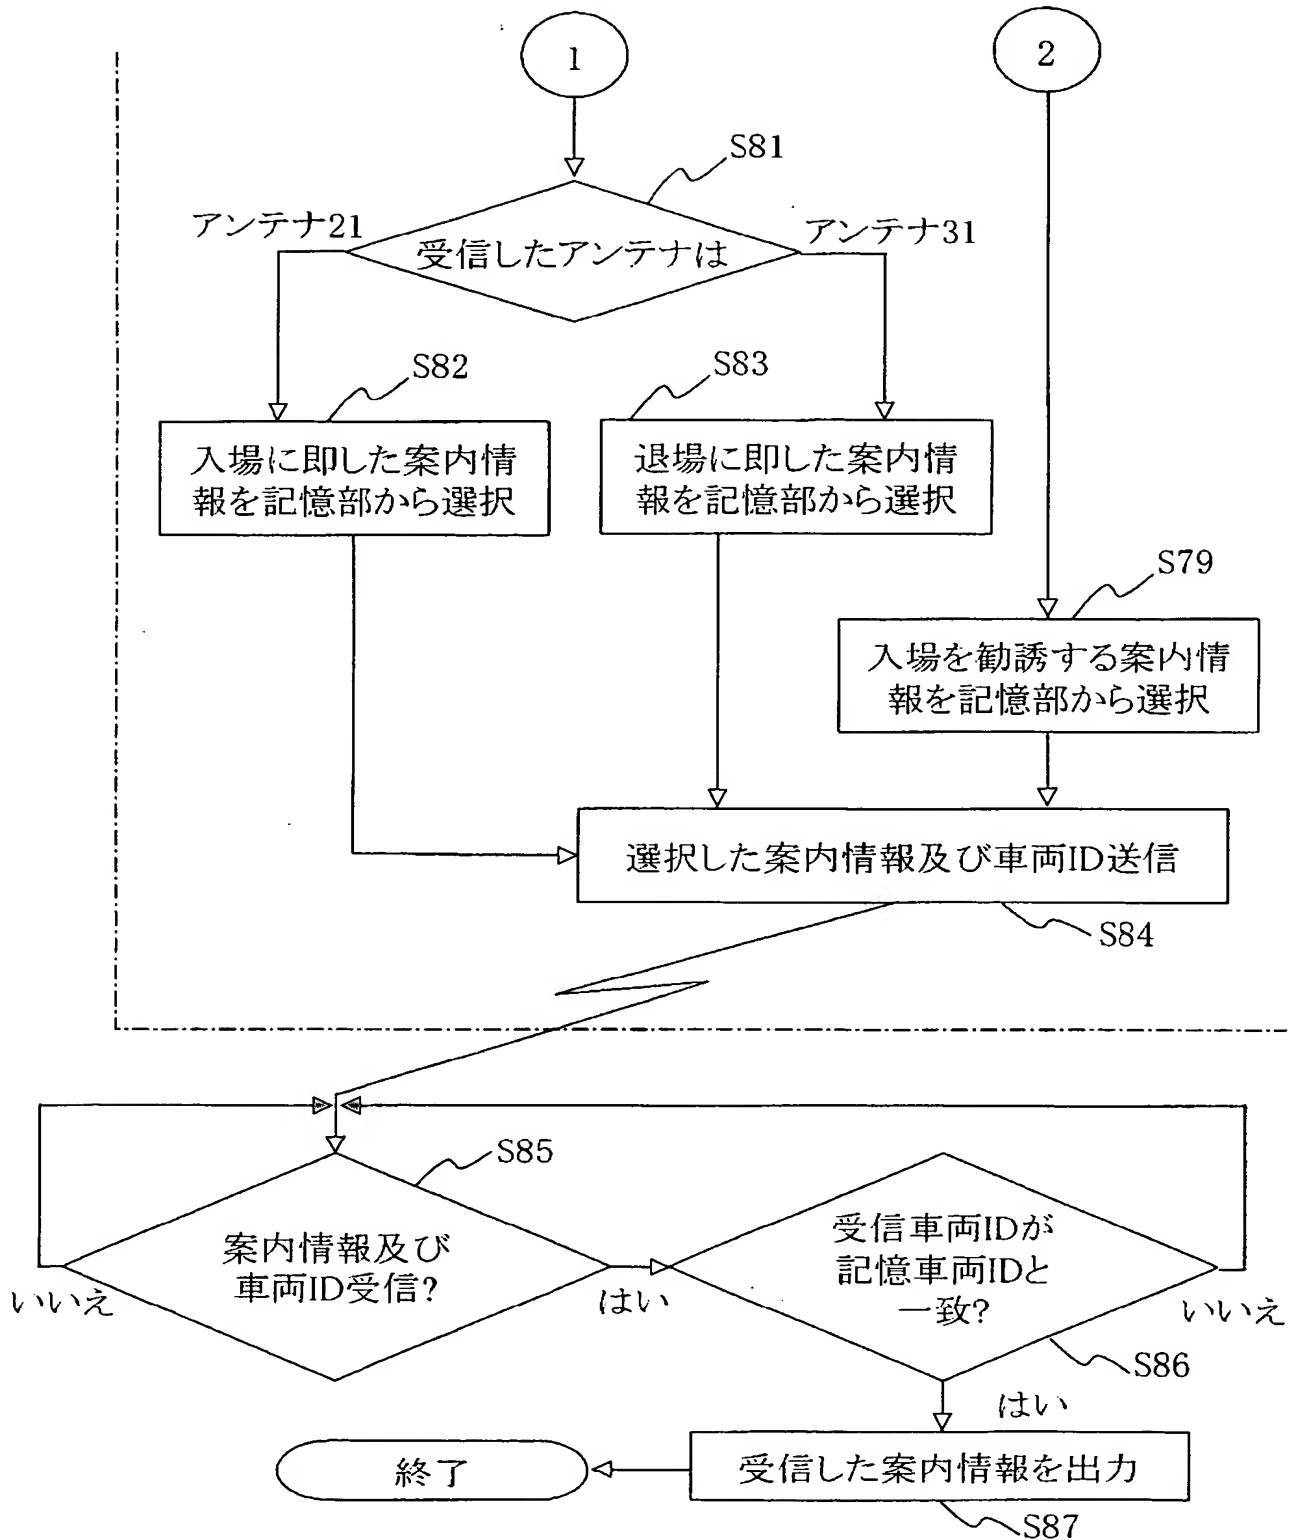 1
2
S81
アンテナ21
受信したアンテナは
アンテナ31
S82
S83
入場に即した案内情
報を記憶部から選択
退場に即した案内情
報を記憶部から選択
S79
入場を勧誘する案内情
報を記憶部から選択
選択した案内情報及び車両ID送信
S84
S85
案内情報及び
車両ID受信?
いいえ
はい
受信車両IDが
記憶車両IDと
一致?
いいえ
S86
はい
受信した案内情報を出力
終了
S87